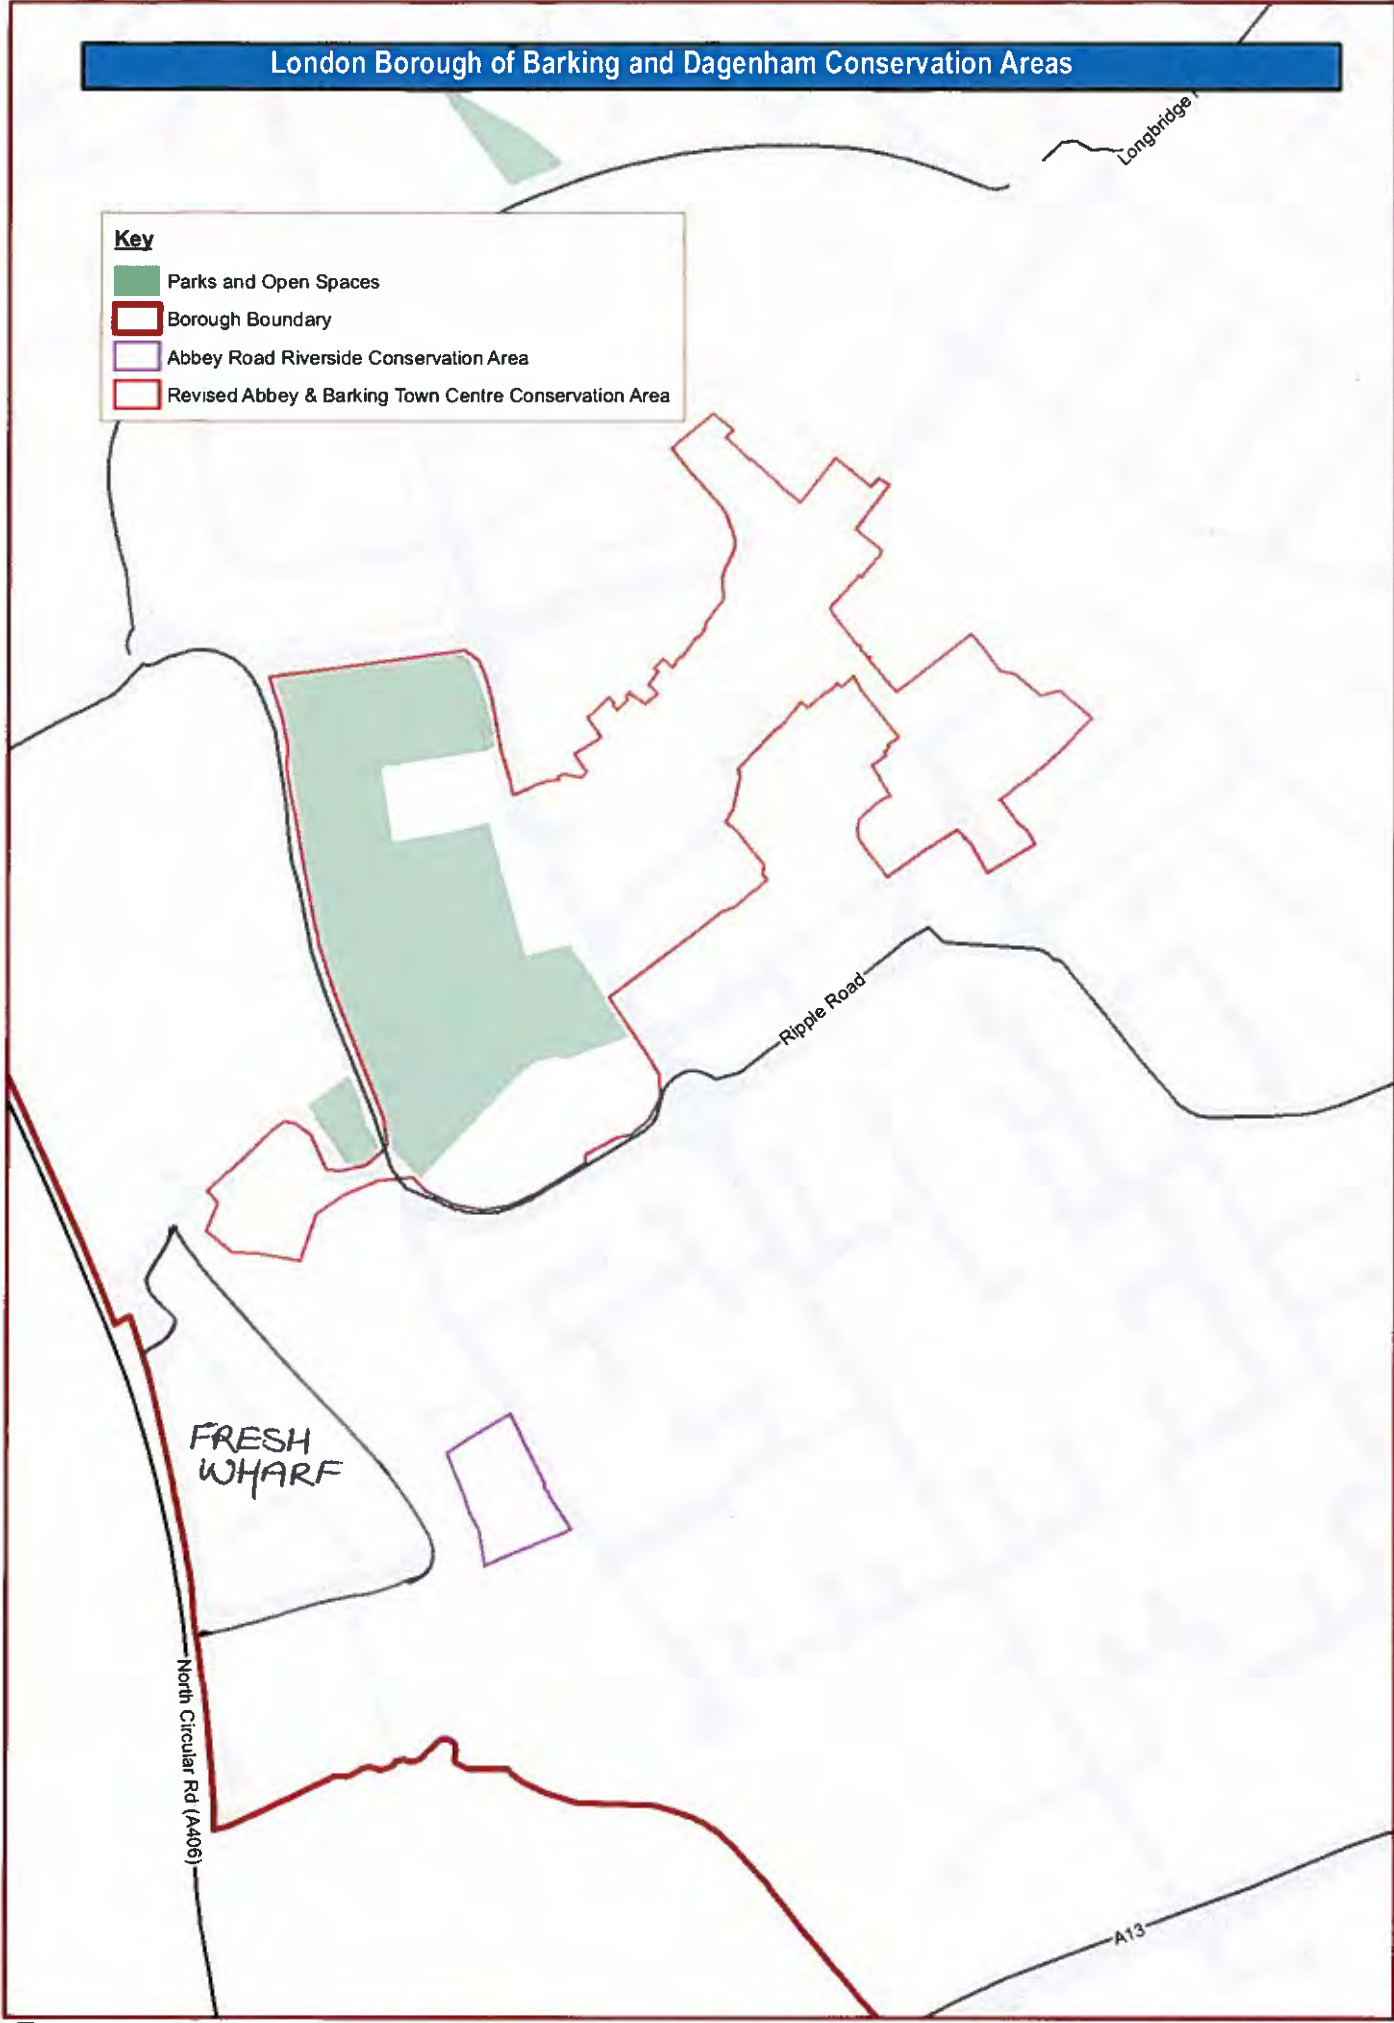 London Borough of Barking and Dagenham Conservation Areas
Longbridge
Key
Parks and Open Spaces
Borough Boundary
Abbey Road Riverside Conservation Area
Revised Abbey & Barking Town Centre Conservation Area
Ripple Road
FRESH
WHARF
North Circular Rd (A406)
A13